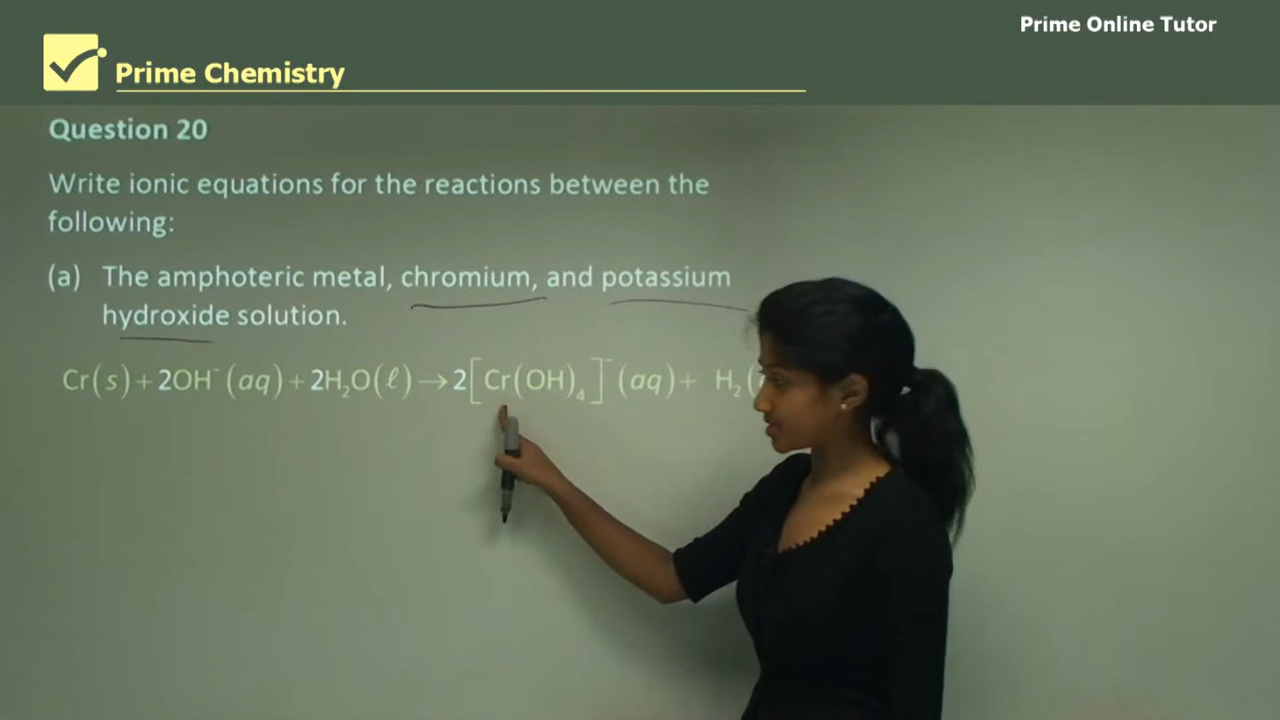 Prime Online Tutor
Prime Chemistry
Question 20
Write ionic equations for the reactions between the
following:
(a) The amphoteric metal, chromium, and potassium
hydroxide solution.
Cr(s) + 2OH⁻(aq) + 2H₂O(ℓ) → 2[Cr(OH)₄]⁻(aq) + H₂(